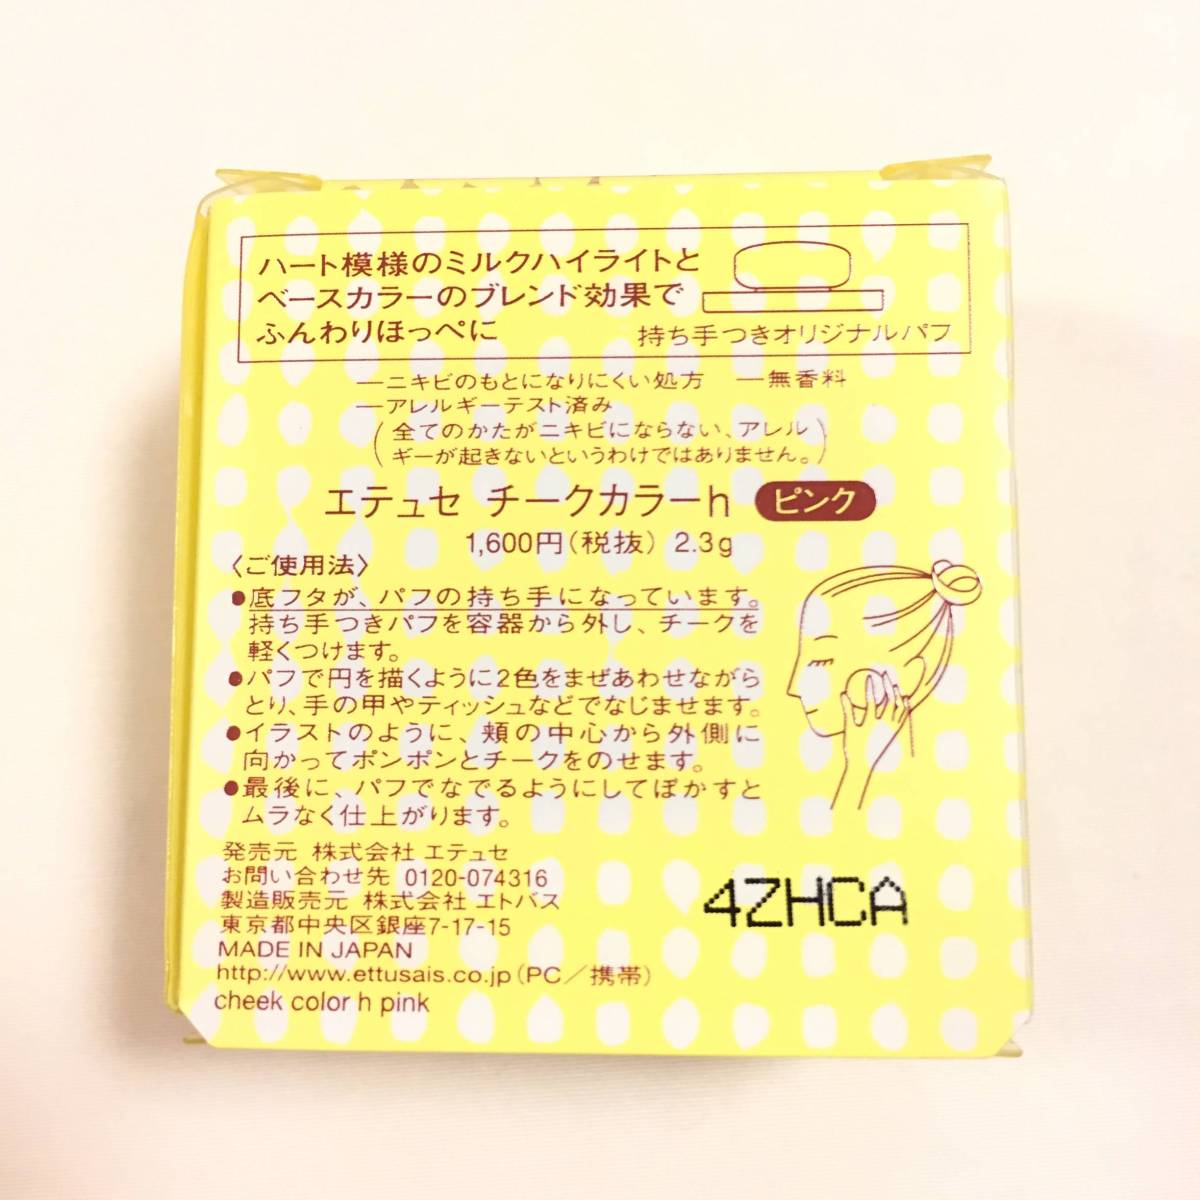 ハート模様のミルクハイライトと
ベースカラーのブレンド効果で
ふんわりほっぺに
持ち手つきオリジナルパフ
―ニキビのもとになりにくい処方 ―無香料
―アレルギーテスト済み
(全てのかたがニキビにならない、アレル
ギーが起きないというわけではありません。)
エテュセ チークカラーh ピンク
1,600円(税抜) 2.3g
〈ご使用法〉
●底フタが、パフの持ち手になっています。
持ち手つきパフを容器から外し、チークを
軽くつけます。
●パフで円を描くように2色をまぜあわせながら
とり、手の甲やティッシュなどでなじませます。
●イラストのように、頬の中心から外側に
向かってポンポンとチークをのせます。
●最後に、パフでなでるようにしてぼかすと
ムラなく仕上がります。
発売元 株式会社 エテュセ
お問い合わせ先 0120-074316
製造販売元 株式会社 エトバス
東京都中央区銀座7-17-15
MADE IN JAPAN
http://www.ettusais.co.jp(PC/携帯)
cheek color h pink
4ZHCA